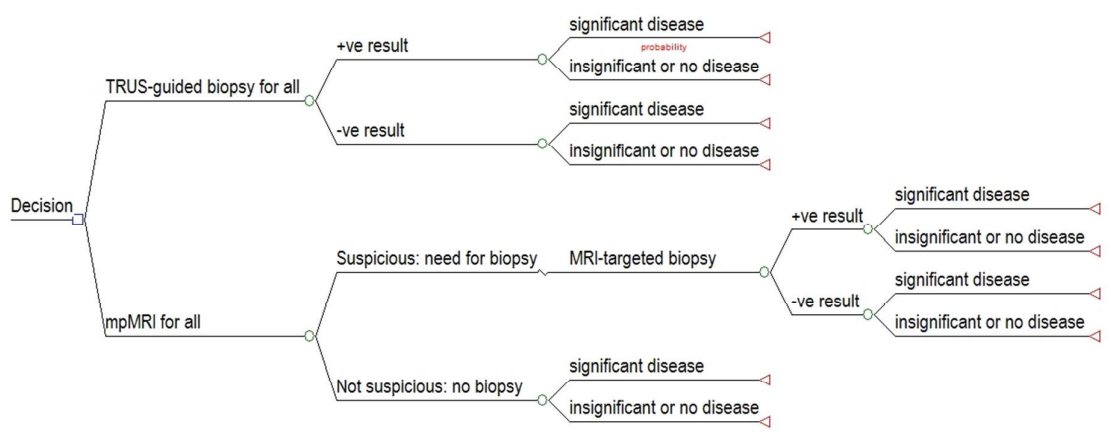 significant disease
probability
+ve result
insignificant or no disease
TRUS-guided biopsy for all
significant disease
-ve result
insignificant or no disease
Decision
significant disease
+ve result
insignificant or no disease
Suspicious: need for biopsy
MRI-targeted biopsy
significant disease
-ve result
insignificant or no disease
mpMRI for all
significant disease
Not suspicious: no biopsy
insignificant or no disease